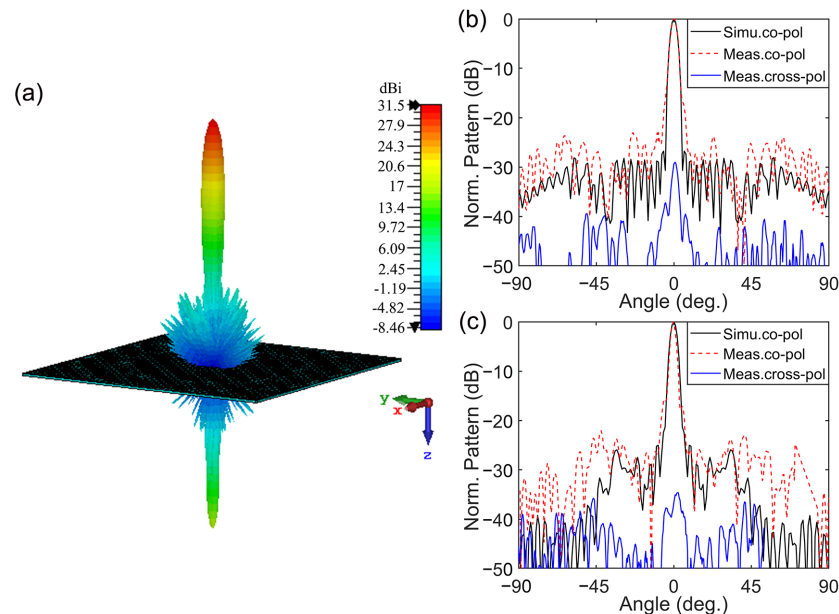 (a)
dBi
31.5
27.9
24.3
20.6
17
13.4
9.72
6.09
2.45
-1.19
-4.82
-8.46
y
x
z
(b)
Norm. Pattern (dB)
0
−10
−20
−30
−40
−50
−90
−45
0
45
90
Angle (deg.)
Simu.co-pol
Meas.co-pol
Meas.cross-pol
(c)
Norm. Pattern (dB)
0
−10
−20
−30
−40
−50
−90
−45
0
45
90
Angle (deg.)
Simu.co-pol
Meas.co-pol
Meas.cross-pol